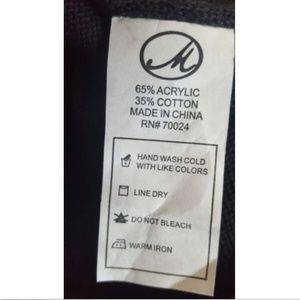 M
65% ACRYLIC
35% COTTON
MADE IN CHINA
RN# 70024
HAND WASH COLD
WITH LIKE COLORS
LINE DRY
DO NOT BLEACH
WARM IRON